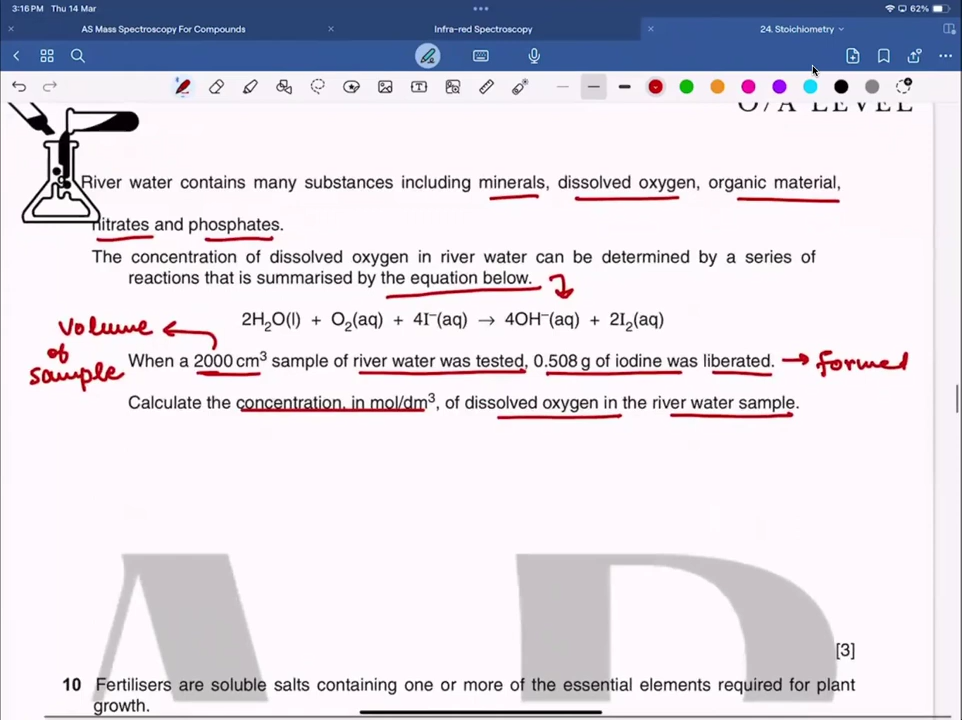 3:16 PM Thu 14 Mar
62%
AS Mass Spectroscopy For Compounds
Infra-red Spectroscopy
24. Stoichiometry
O/A LEVEL
River water contains many substances including minerals, dissolved oxygen, organic material,
nitrates and phosphates.
The concentration of dissolved oxygen in river water can be determined by a series of
reactions that is summarised by the equation below.
2H₂O(l) + O₂(aq) + 4I⁻(aq) → 4OH⁻(aq) + 2I₂(aq)
volume
of
sample
When a 2000 cm³ sample of river water was tested, 0.508 g of iodine was liberated. → formed
Calculate the concentration, in mol/dm³, of dissolved oxygen in the river water sample.
[3]
10 Fertilisers are soluble salts containing one or more of the essential elements required for plant
growth.